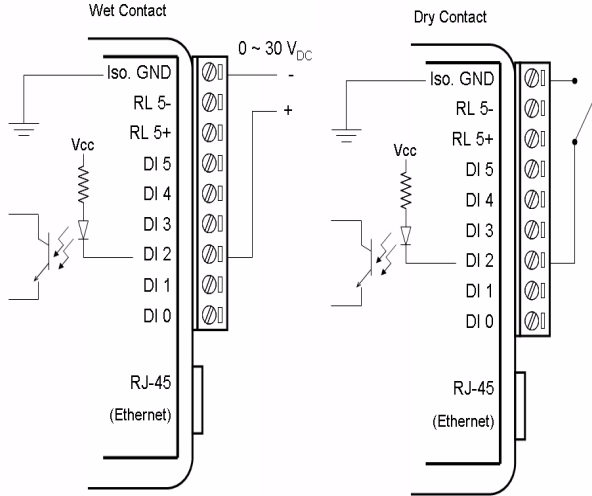 Wet Contact
0 ~ 30 VDC
Iso. GND
-
RL 5-
+
RL 5+
Vcc
DI 5
DI 4
DI 3
DI 2
DI 1
DI 0
RJ-45
(Ethernet)
Dry Contact
Iso. GND
RL 5-
RL 5+
Vcc
DI 5
DI 4
DI 3
DI 2
DI 1
DI 0
RJ-45
(Ethernet)